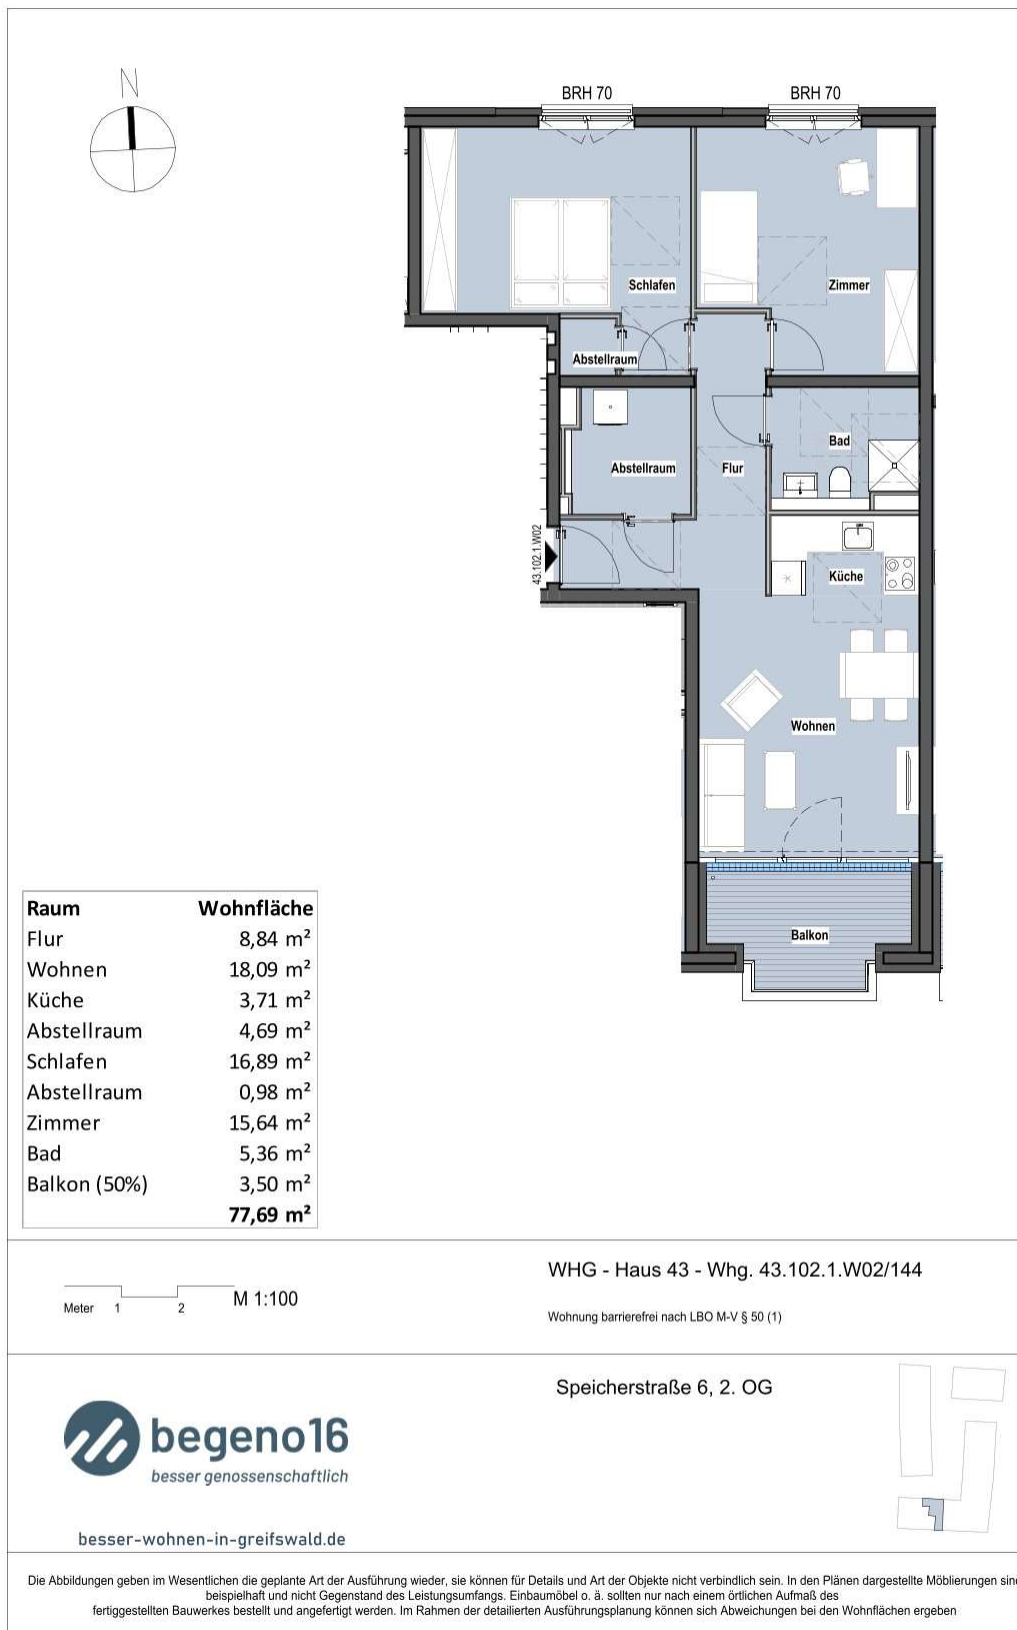 N
BRH 70
BRH 70
Schlafen
Zimmer
Abstellraum
Bad
Abstellraum
Flur
43.102.1.W02
Küche
Wohnen
Balkon
Raum Wohnfläche
Flur 8,84 m²
Wohnen 18,09 m²
Küche 3,71 m²
Abstellraum 4,69 m²
Schlafen 16,89 m²
Abstellraum 0,98 m²
Zimmer 15,64 m²
Bad 5,36 m²
Balkon (50%) 3,50 m²
77,69 m²
Meter 1 2 M 1:100
WHG - Haus 43 - Whg. 43.102.1.W02/144
Wohnung barrierefrei nach LBO M-V § 50 (1)
Speicherstraße 6, 2. OG
begeno16
besser genossenschaftlich
besser-wohnen-in-greifswald.de
Die Abbildungen geben im Wesentlichen die geplante Art der Ausführung wieder, sie können für Details und Art der Objekte nicht verbindlich sein. In den Plänen dargestellte Möblierungen sind
beispielhaft und nicht Gegenstand des Leistungsumfangs. Einbaumöbel o. ä. sollten nur nach einem örtlichen Aufmaß des
fertiggestellten Bauwerkes bestellt und angefertigt werden. Im Rahmen der detailierten Ausführungsplanung können sich Abweichungen bei den Wohnflächen ergeben